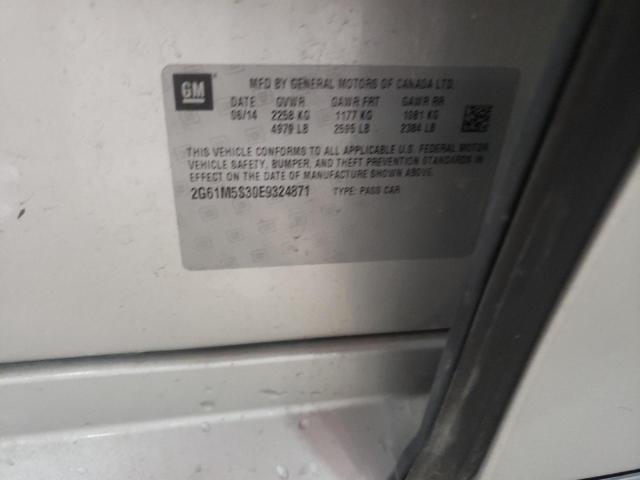 GM
MFD BY GENERAL MOTORS OF CANADA LTD.
DATE GVWR GAWR FRT GAWR RR
06/14 2258 KG 1177 KG 1081 KG
4979 LB 2595 LB 2384 LB
THIS VEHICLE CONFORMS TO ALL APPLICABLE U.S. FEDERAL MOTOR
VEHICLE SAFETY, BUMPER, AND THEFT PREVENTION STANDARDS IN
EFFECT ON THE DATE OF MANUFACTURE SHOWN ABOVE.
2G61M5S30E9324871 TYPE: PASS CAR